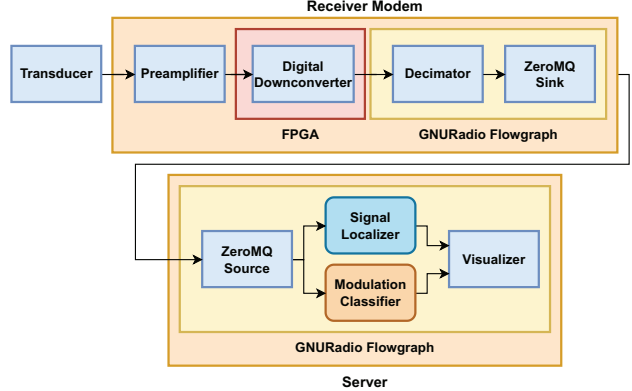 Receiver Modem
Transducer
Preamplifier
Digital
Downconverter
Decimator
ZeroMQ
Sink
FPGA
GNURadio Flowgraph
ZeroMQ
Source
Signal
Localizer
Modulation
Classifier
Visualizer
GNURadio Flowgraph
Server